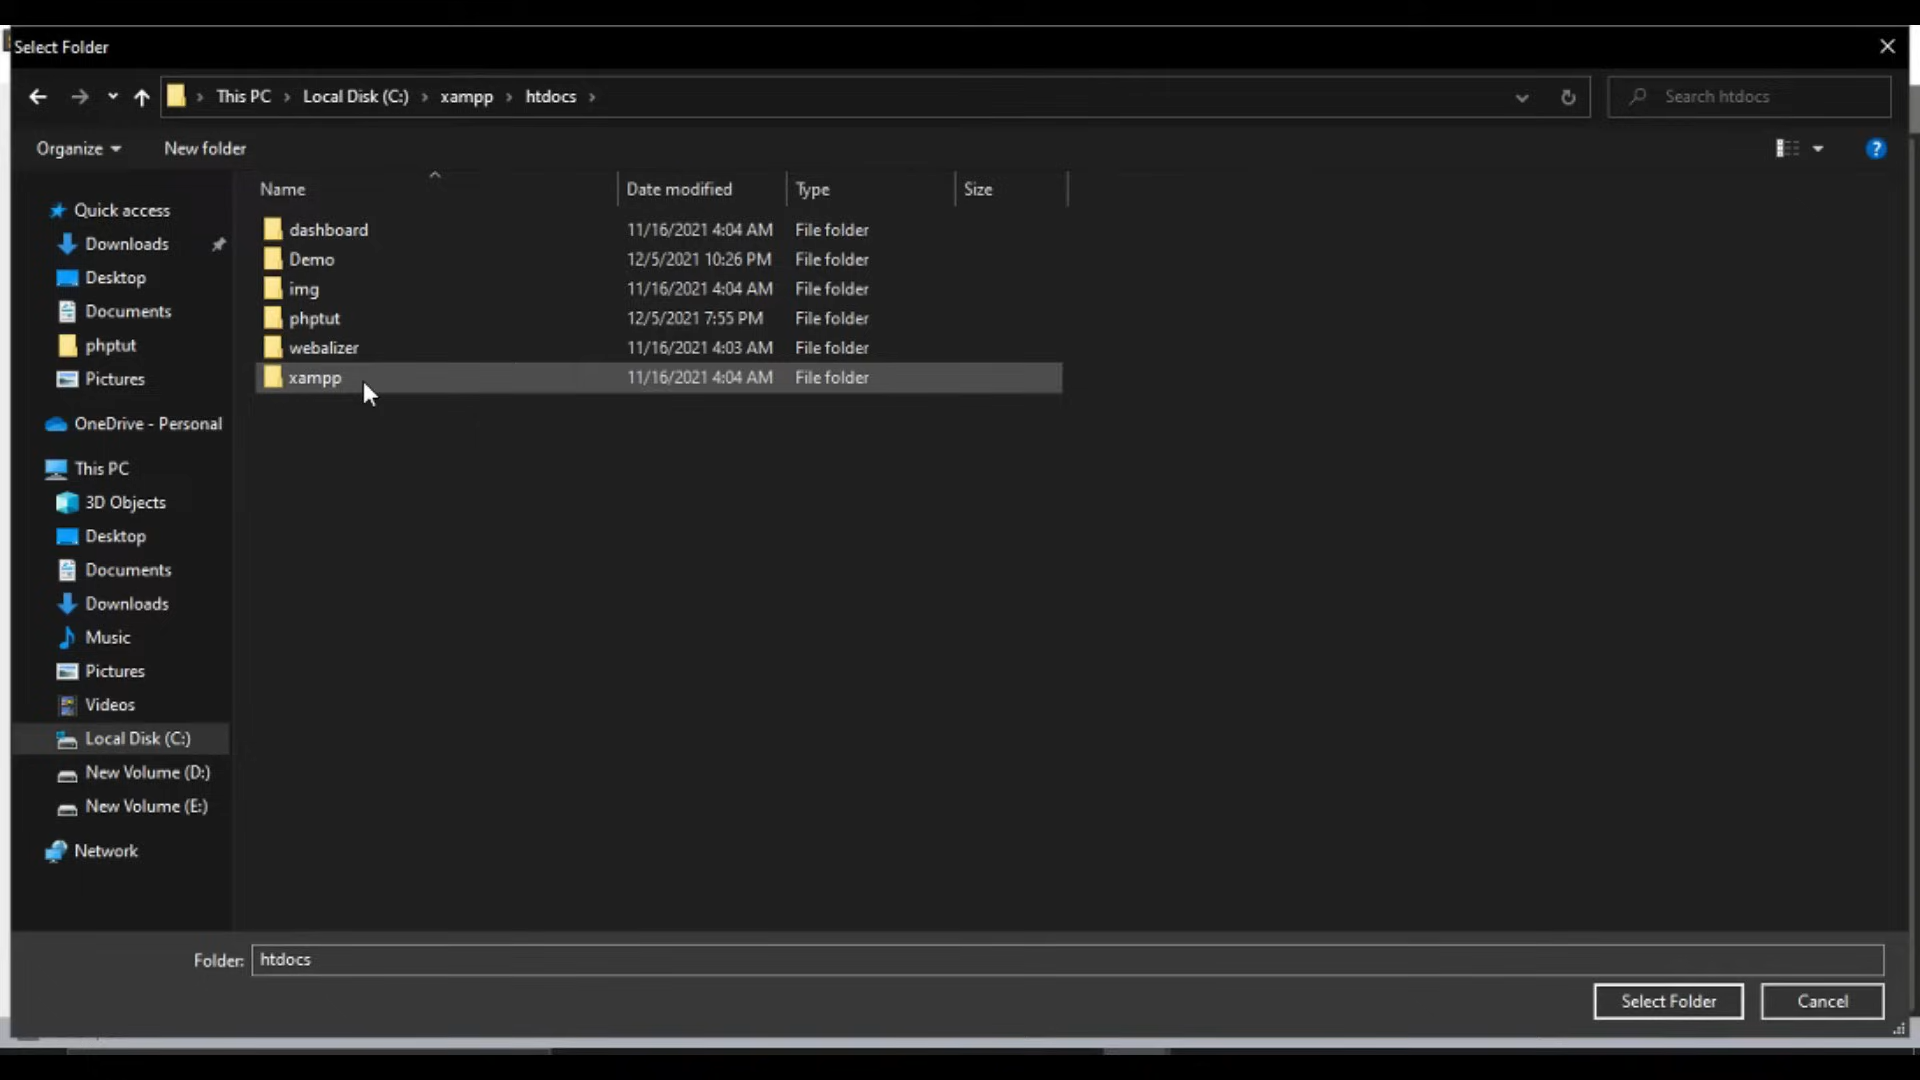 Select Folder
This PC > Local Disk (C:) > xampp > htdocs >
Search htdocs
Organize
New folder
?
Name
Date modified
Type
Size
Quick access
Downloads
Desktop
Documents
phptut
Pictures
OneDrive - Personal
This PC
3D Objects
Desktop
Documents
Downloads
Music
Pictures
Videos
Local Disk (C:)
New Volume (D:)
New Volume (E:)
Network
dashboard 11/16/2021 4:04 AM File folder
Demo 12/5/2021 10:26 PM File folder
img 11/16/2021 4:04 AM File folder
phptut 12/5/2021 7:55 PM File folder
webalizer 11/16/2021 4:03 AM File folder
xampp 11/16/2021 4:04 AM File folder
Folder: htdocs
Select Folder
Cancel